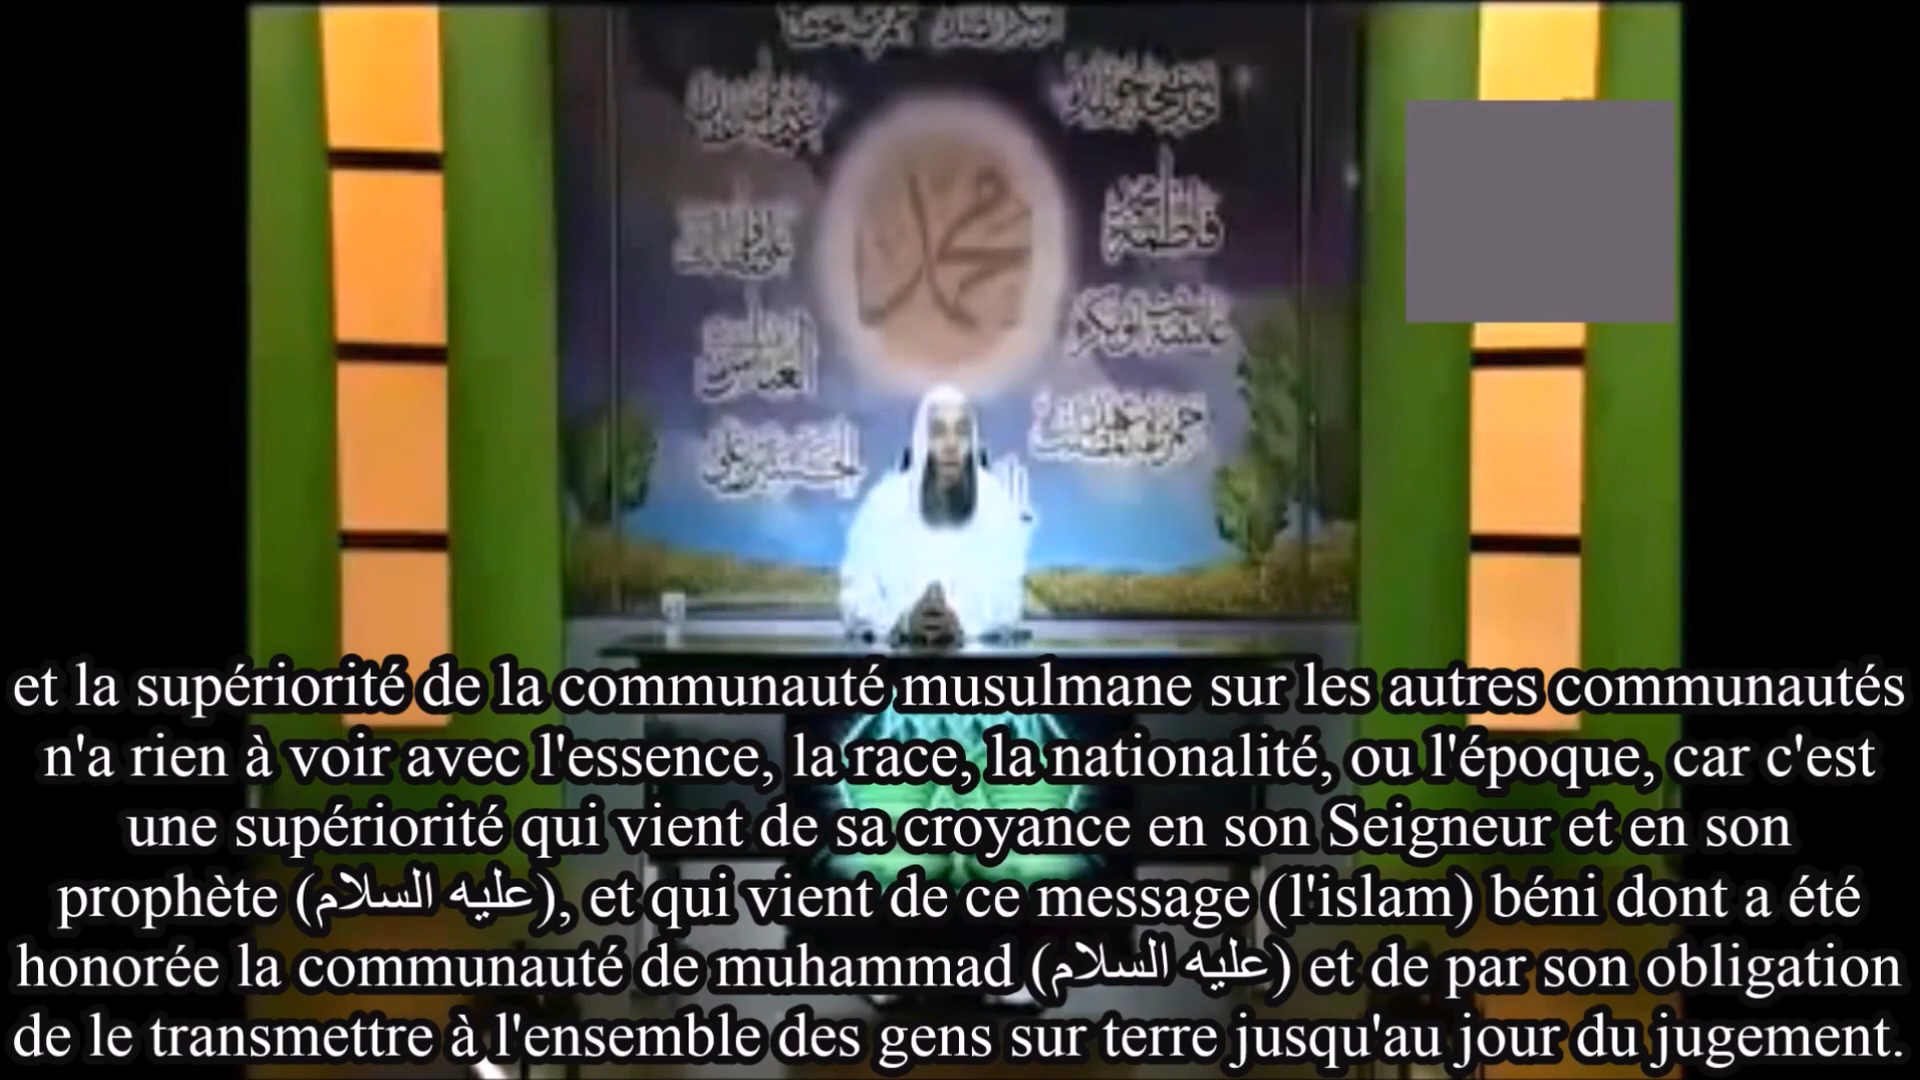 محمد
فاطمة
et la supériorité de la communauté musulmane sur les autres communautés
n'a rien à voir avec l'essence, la race, la nationalité, ou l'époque, car c'est
une supériorité qui vient de sa croyance en son Seigneur et en son
prophète (عليه السلام), et qui vient de ce message (l'islam) béni dont a été
honorée la communauté de muhammad (عليه السلام) et de par son obligation
de le transmettre à l'ensemble des gens sur terre jusqu'au jour du jugement.